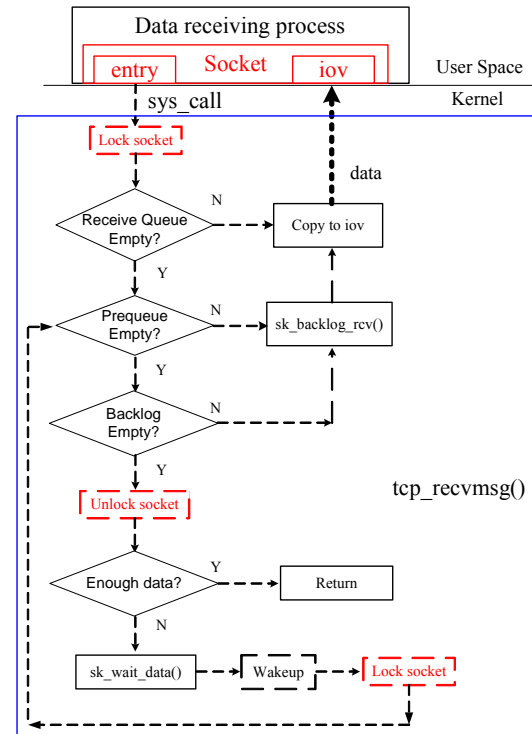 Data receiving process
Socket
entry
iov
User Space
Kernel
sys_call
Lock socket
data
Receive Queue
Empty?
N
Copy to iov
Y
Prequeue
Empty?
N
sk_backlog_rcv()
Y
Backlog
Empty?
N
Y
Unlock socket
tcp_recvmsg()
Enough data?
Y
Return
N
sk_wait_data()
Wakeup
Lock socket